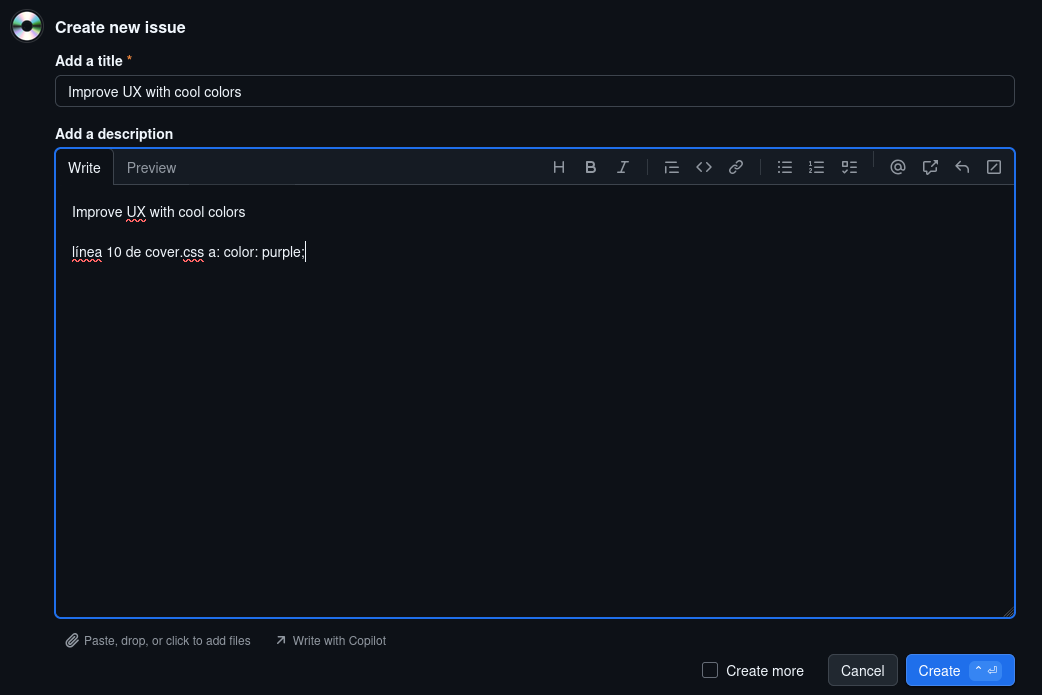 Create new issue
Add a title *
Improve UX with cool colors
Add a description
Write Preview
Improve UX with cool colors
línea 10 de cover.css a: color: purple;
Paste, drop, or click to add files Write with Copilot
Create more Cancel Create